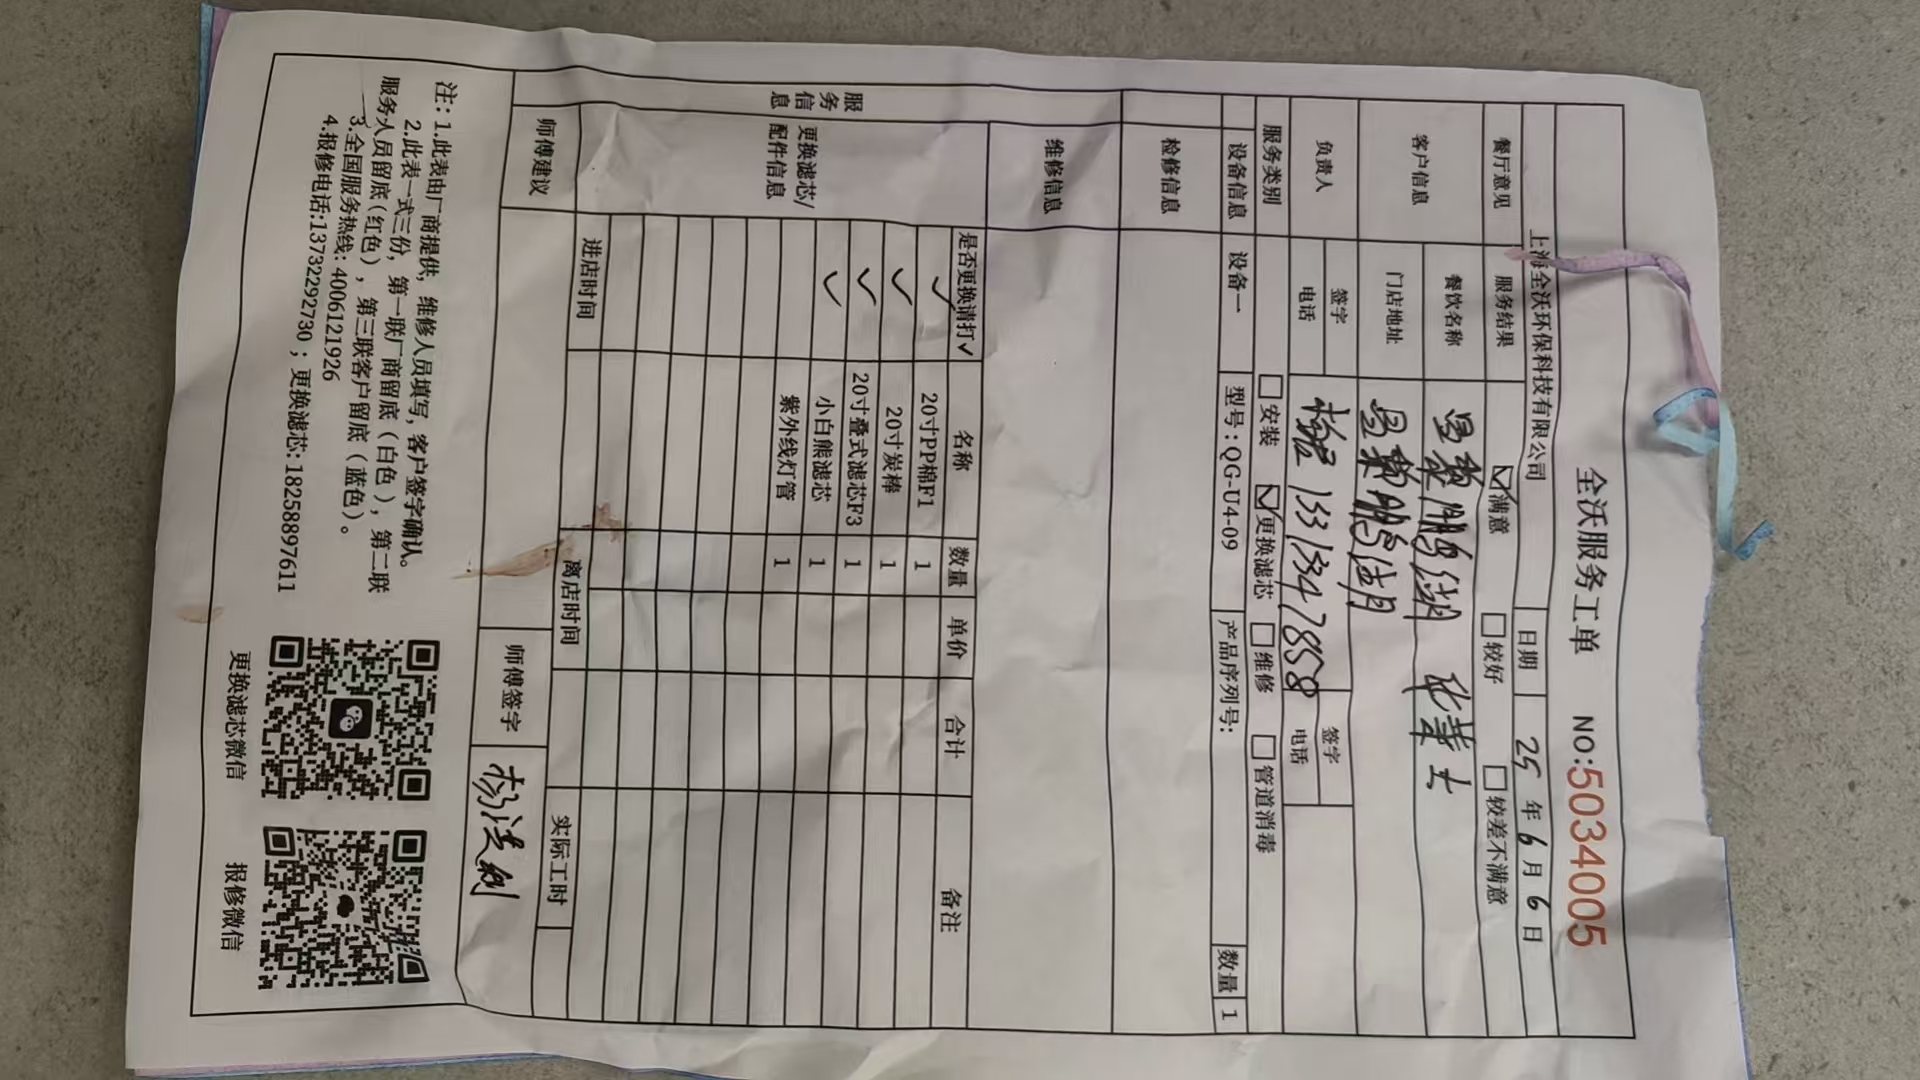 全沃服务工单 NO:50340005
上海全沃环保科技有限公司 日期 25年6月6日
餐厅意见 服务结果 ☑满意 □较好 □较差不满意
客户信息 餐饮名称 昌黎 必胜客
门店地址 昌黎
负责人 签字 签字
电话 13313347858 电话
服务类别 □安装 ☑更换滤芯 □维修 □管道消毒
设备信息 设备一 型号:QG-U4-09 产品序列号: 数量 1
检修信息
维修信息
服务信息
更换滤芯/配件信息
是否更换请打✓ 名称 数量 单价 合计 备注
✓ 20寸PP棉F1 1
✓ 20寸炭棒 1
✓ 20寸叠式滤芯F3 1
✓ 小白熊滤芯 1
紫外线灯管 1
进店时间 离店时间 实际工时
师傅建议 师傅签字
注:1.此表由厂商提供,维修人员填写,客户签字确认。
2.此表一式三份,第一联厂商留底(白色),第二联
服务人员留底(红色),第三联客户留底(蓝色)。
3.全国服务热线:4006121926
4.报修电话:13732292730;更换滤芯:18258897611
更换滤芯微信 报修微信